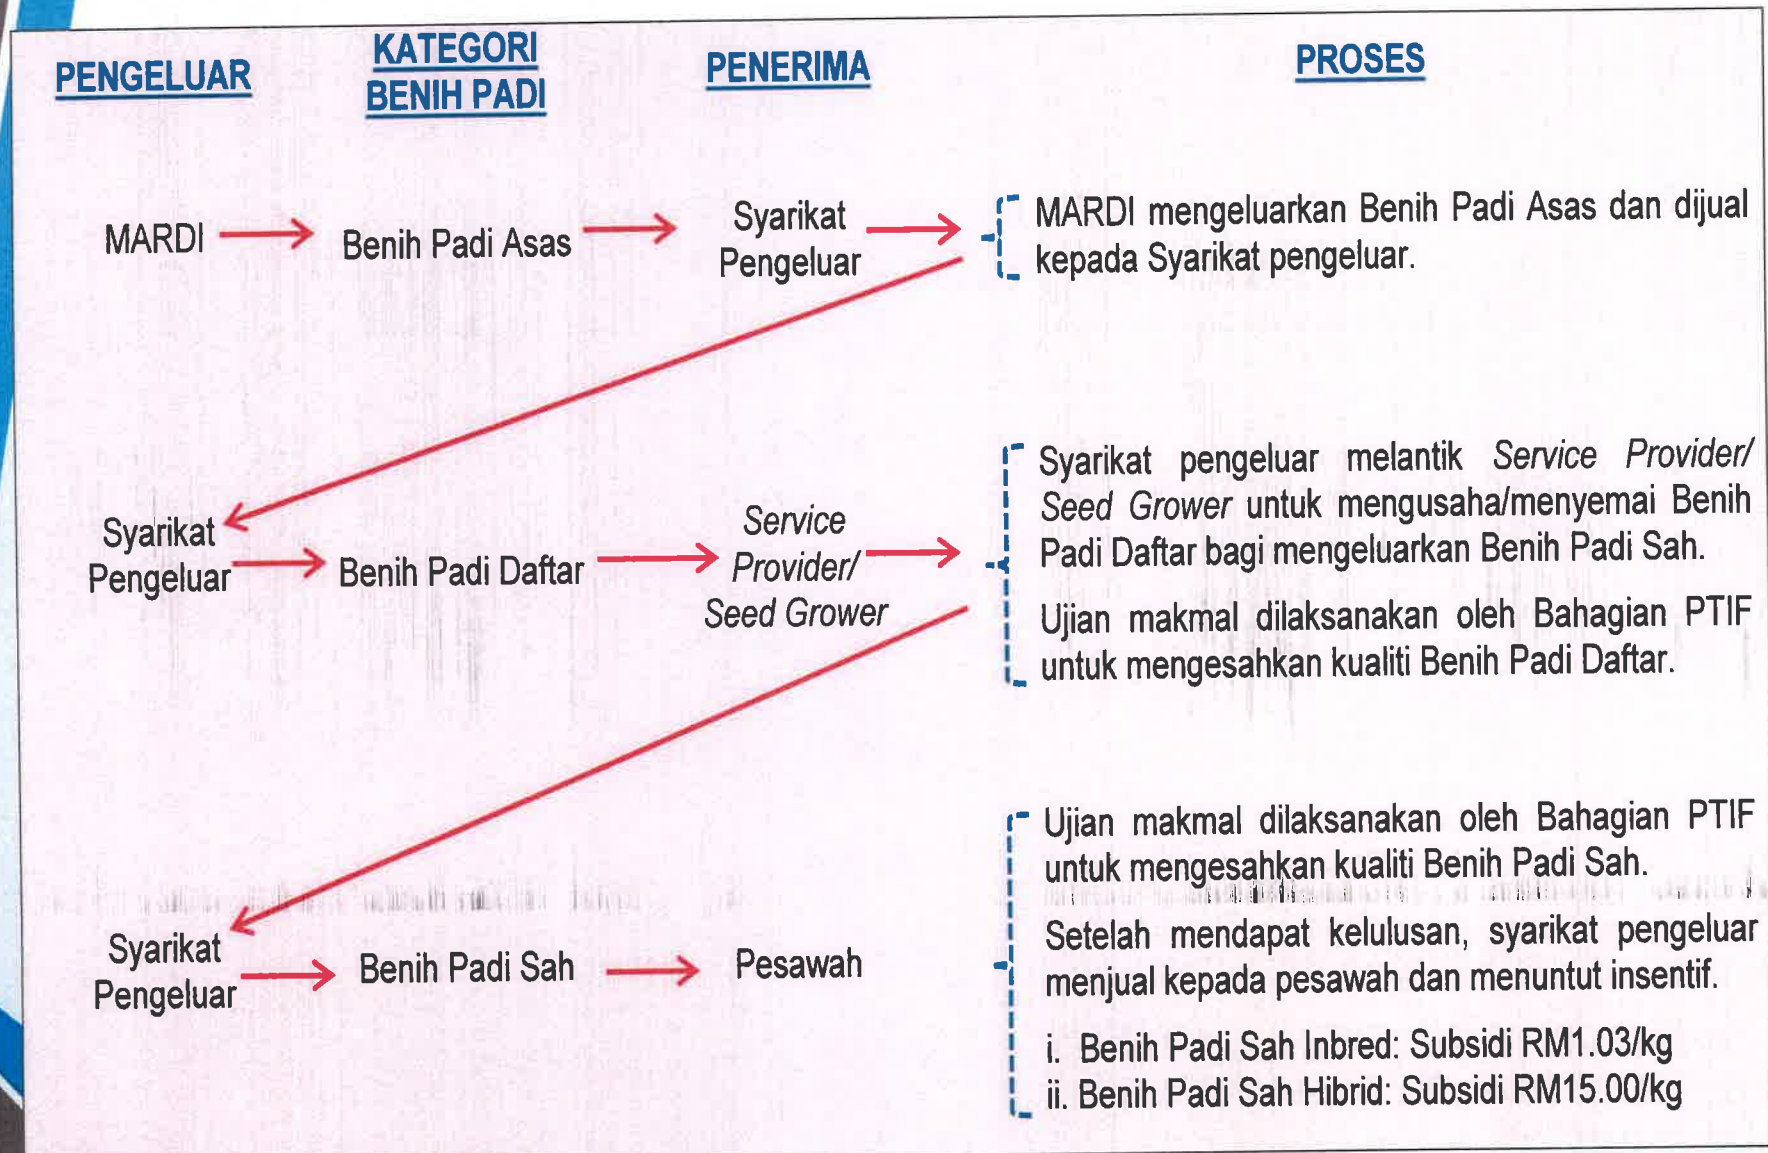 PENGELUAR
KATEGORI
BENIH PADI
PENERIMA
PROSES
MARDI
Benih Padi Asas
Syarikat
Pengeluar
MARDI mengeluarkan Benih Padi Asas dan dijual
kepada Syarikat pengeluar.
Syarikat
Pengeluar
Benih Padi Daftar
Service
Provider/
Seed Grower
Syarikat pengeluar melantik Service Provider/
Seed Grower untuk mengusaha/menyemai Benih
Padi Daftar bagi mengeluarkan Benih Padi Sah.
Ujian makmal dilaksanakan oleh Bahagian PTIF
untuk mengesahkan kualiti Benih Padi Daftar.
Syarikat
Pengeluar
Benih Padi Sah
Pesawah
Ujian makmal dilaksanakan oleh Bahagian PTIF
untuk mengesahkan kualiti Benih Padi Sah.
Setelah mendapat kelulusan, syarikat pengeluar
menjual kepada pesawah dan menuntut insentif.
i. Benih Padi Sah Inbred: Subsidi RM1.03/kg
ii. Benih Padi Sah Hibrid: Subsidi RM15.00/kg